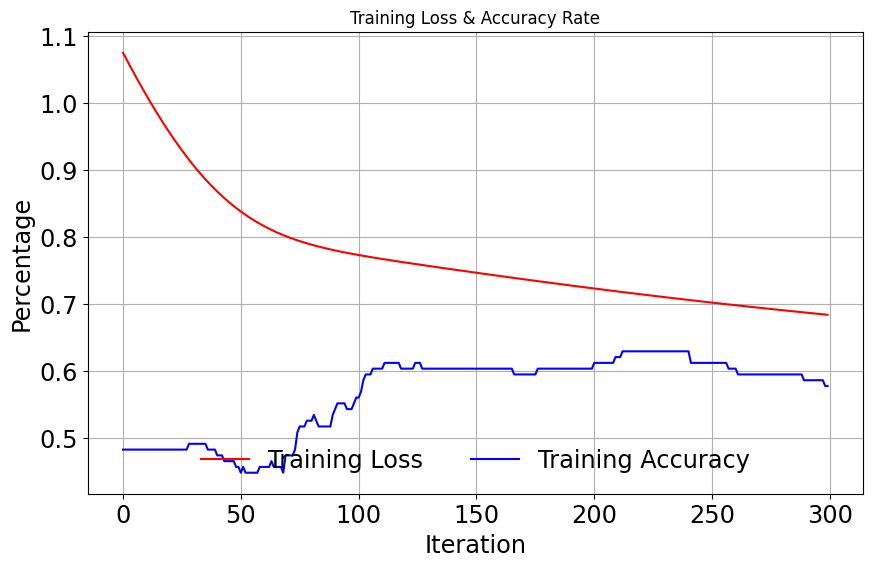 Training Loss & Accuracy Rate
1.1
1.0
0.9
0.8
0.7
0.6
0.5
Percentage
Training Loss Training Accuracy
0 50 100 150 200 250 300
Iteration